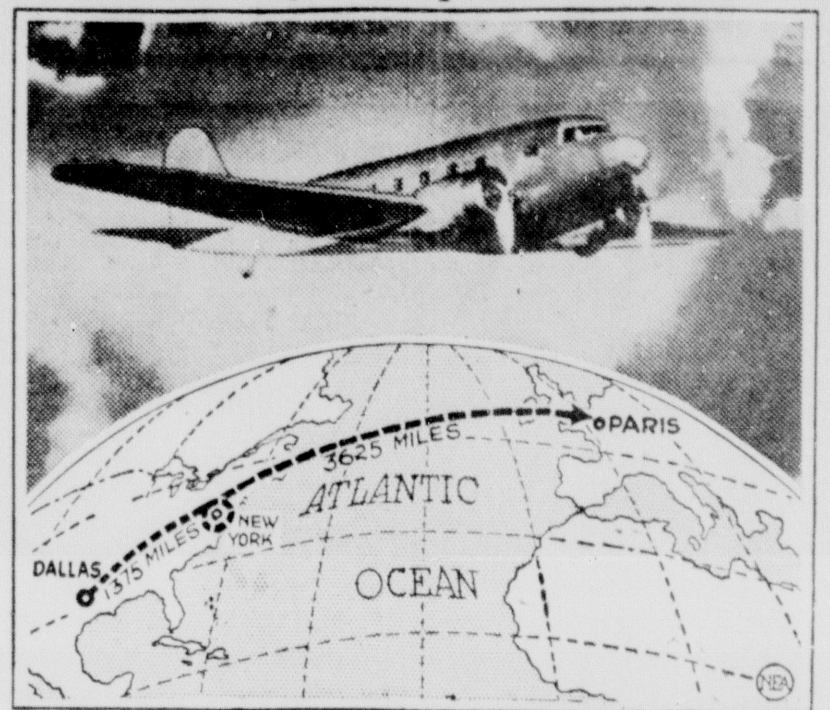 PARIS
3625 MILES
ATLANTIC
NEW
YORK
1375 MILES
DALLAS
OCEAN
NEA